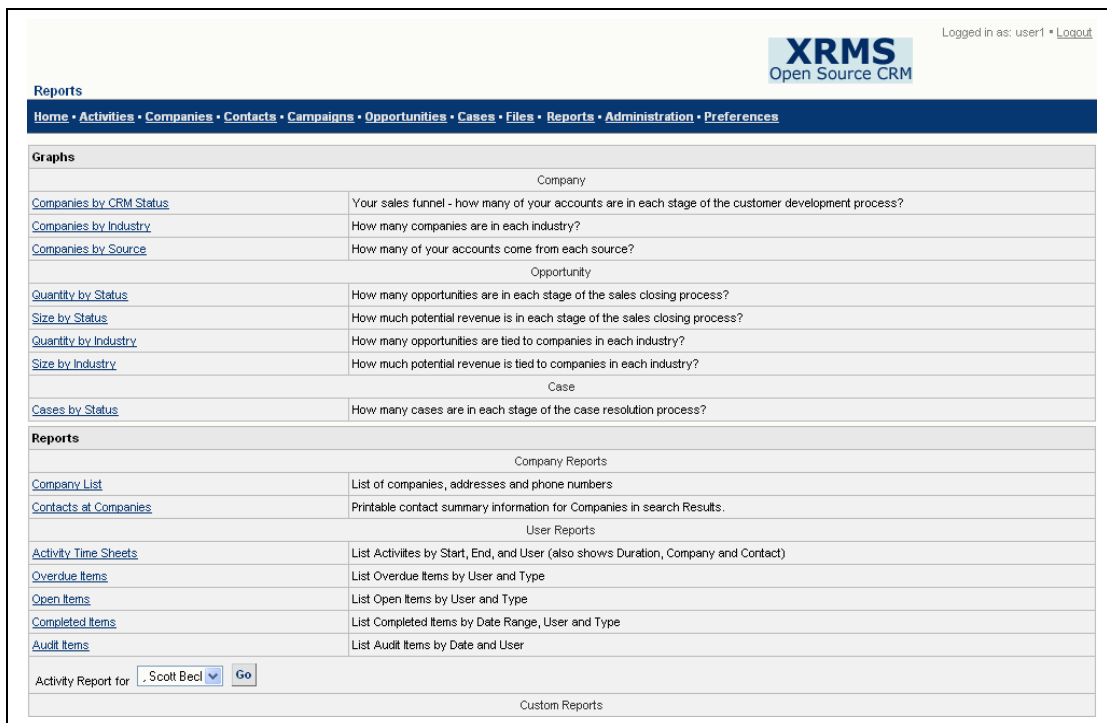 Logged in as: user1 • Logout
XRMS
Open Source CRM
Reports
Home • Activities • Companies • Contacts • Campaigns • Opportunities • Cases • Files • Reports • Administration • Preferences
Graphs
Company
Companies by CRM Status Your sales funnel - how many of your accounts are in each stage of the customer development process?
Companies by Industry How many companies are in each industry?
Companies by Source How many of your accounts come from each source?
Opportunity
Quantity by Status How many opportunities are in each stage of the sales closing process?
Size by Status How much potential revenue is in each stage of the sales closing process?
Quantity by Industry How many opportunities are tied to companies in each industry?
Size by Industry How much potential revenue is tied to companies in each industry?
Case
Cases by Status How many cases are in each stage of the case resolution process?
Reports
Company Reports
Company List List of companies, addresses and phone numbers
Contacts at Companies Printable contact summary information for Companies in search Results.
User Reports
Activity Time Sheets List Activiites by Start, End, and User (also shows Duration, Company and Contact)
Overdue Items List Overdue Items by User and Type
Open Items List Open Items by User and Type
Completed Items List Completed Items by Date Range, User and Type
Audit Items List Audit Items by Date and User
Activity Report for , Scott Becl Go
Custom Reports